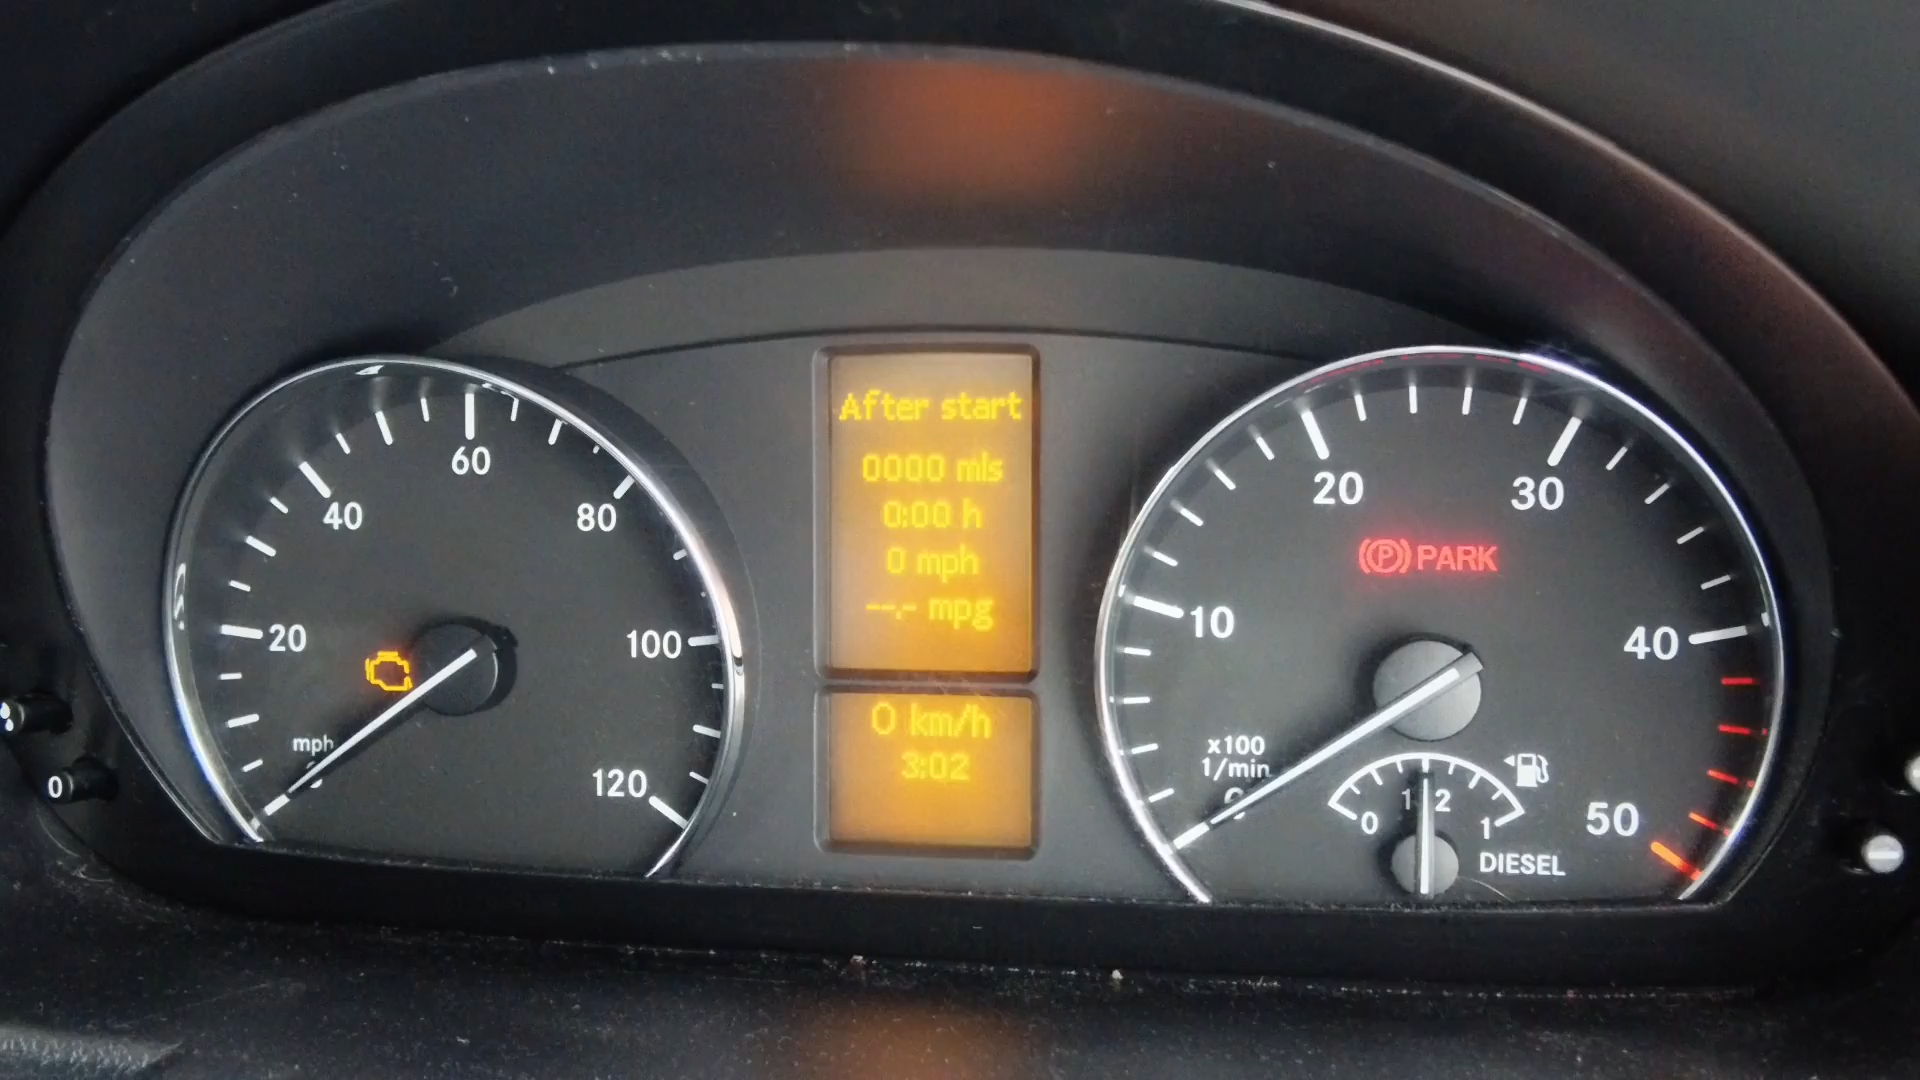 20
40
60
80
100
120
mph
After start
0000 mls
0:00 h
0 mph
--.- mpg
0 km/h
3:02
10
20
30
40
50
(P) PARK
x100
1/min
0
1/2
1
DIESEL
0